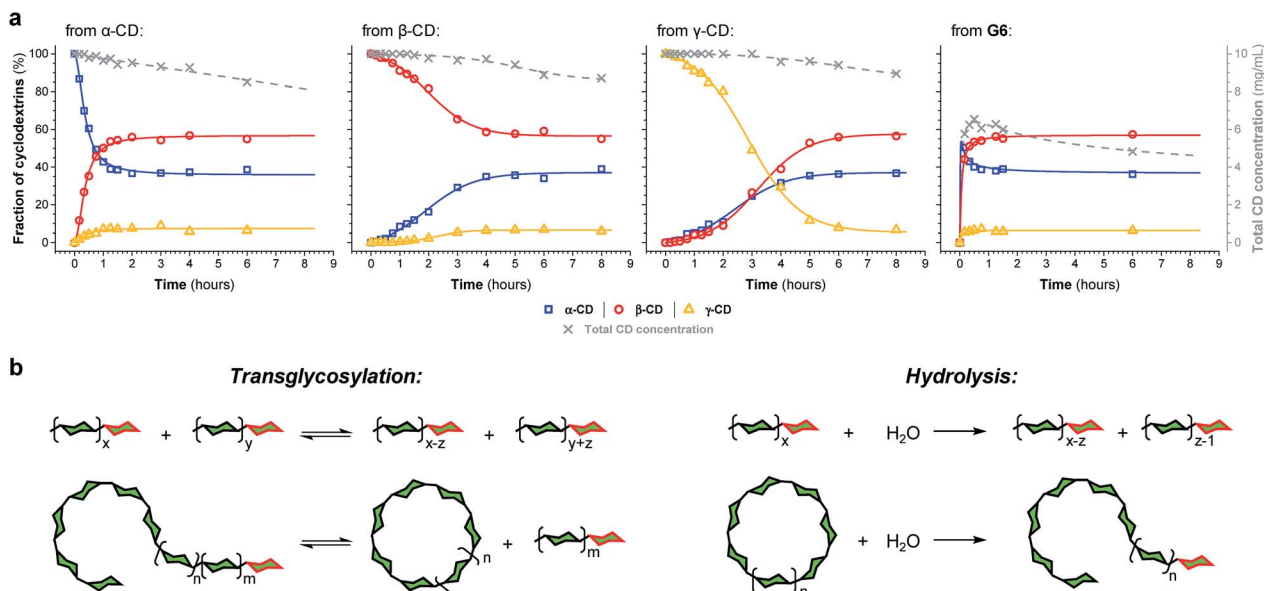 a
from α-CD:
from β-CD:
from γ-CD:
from G6:
Fraction of cyclodextrins (%)
100
80
60
40
20
0
0 1 2 3 4 5 6 7 8 9
0 1 2 3 4 5 6 7 8 9
0 1 2 3 4 5 6 7 8 9
0 1 2 3 4 5 6 7 8 9
10
8
6
4
2
0
Total CD concentration (mg/mL)
Time (hours)
Time (hours)
Time (hours)
Time (hours)
α-CD | β-CD | γ-CD
Total CD concentration
b
Transglycosylation:
Hydrolysis:
x + y x-z + y+z
x + H2O x-z + z-1
n m n + m
n + H2O n